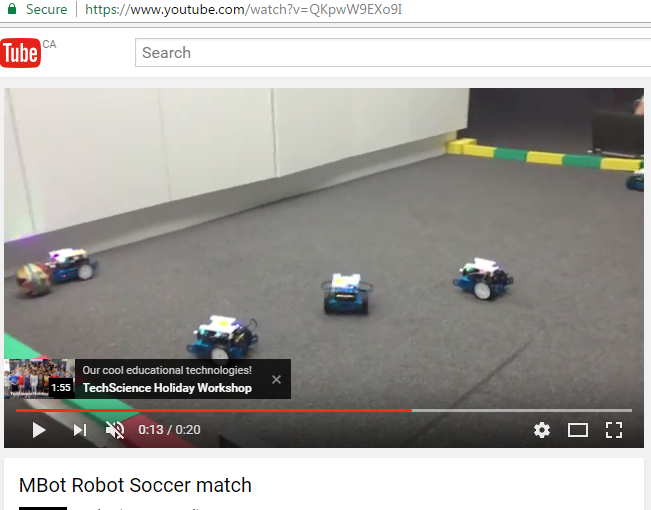 Secure
https://www.youtube.com/watch?v=QKpwW9EXo9I
Tube CA
Search
Our cool educational technologies!
1:55
TechScience Holiday Workshop
0:13 / 0:20
MBot Robot Soccer match